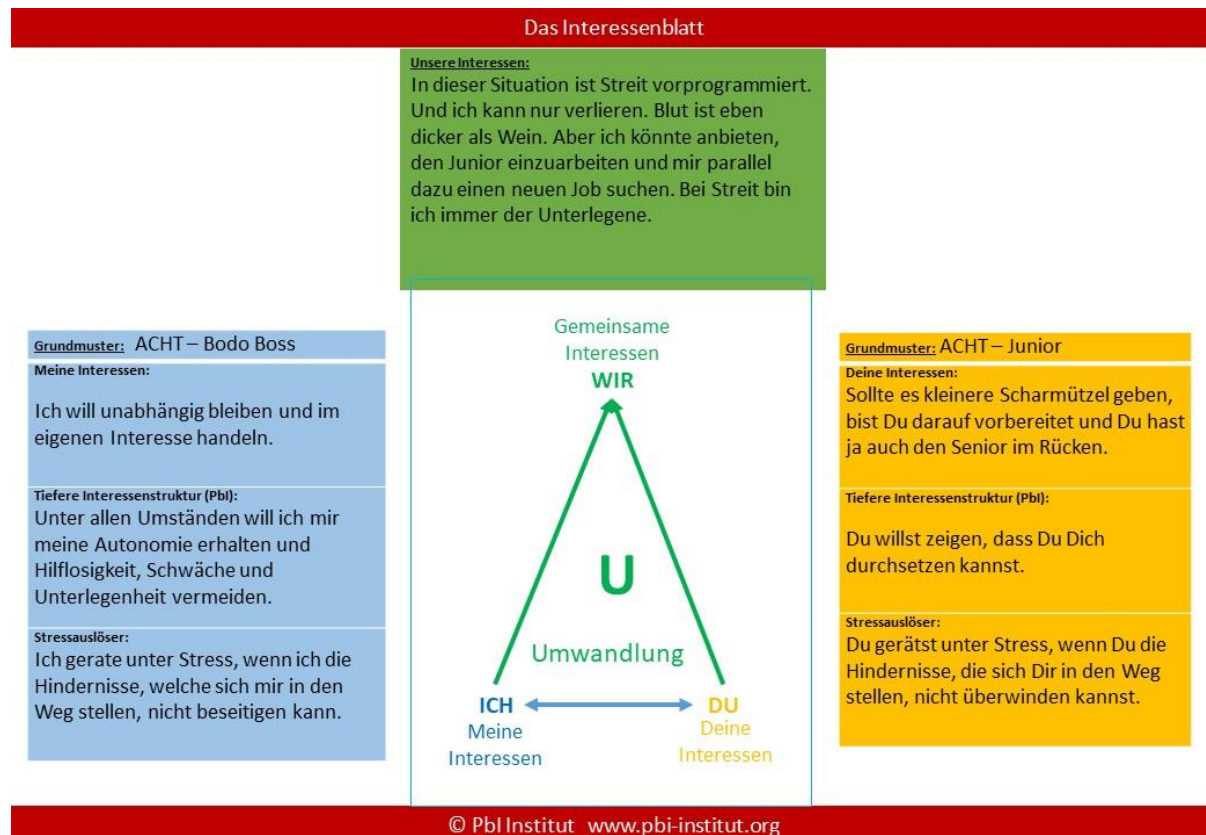 Das Interessenblatt
Unsere Interessen:
In dieser Situation ist Streit vorprogrammiert.
Und ich kann nur verlieren. Blut ist eben
dicker als Wein. Aber ich könnte anbieten,
den Junior einzuarbeiten und mir parallel
dazu einen neuen Job suchen. Bei Streit bin
ich immer der Unterlegene.
Grundmuster: ACHT – Bodo Boss
Meine Interessen:
Ich will unabhängig bleiben und im
eigenen Interesse handeln.
Tiefere Interessenstruktur (PbI):
Unter allen Umständen will ich mir
meine Autonomie erhalten und
Hilflosigkeit, Schwäche und
Unterlegenheit vermeiden.
Stressauslöser:
Ich gerate unter Stress, wenn ich die
Hindernisse, welche sich mir in den
Weg stellen, nicht beseitigen kann.
Gemeinsame
Interessen
WIR
U
Umwandlung
ICH
Meine
Interessen
DU
Deine
Interessen
Grundmuster: ACHT – Junior
Deine Interessen:
Sollte es kleinere Scharmützel geben,
bist Du darauf vorbereitet und Du hast
ja auch den Senior im Rücken.
Tiefere Interessenstruktur (PbI):
Du willst zeigen, dass Du Dich
durchsetzen kannst.
Stressauslöser:
Du gerätst unter Stress, wenn Du die
Hindernisse, die sich Dir in den Weg
stellen, nicht überwinden kannst.
© PbI Institut www.pbi-institut.org